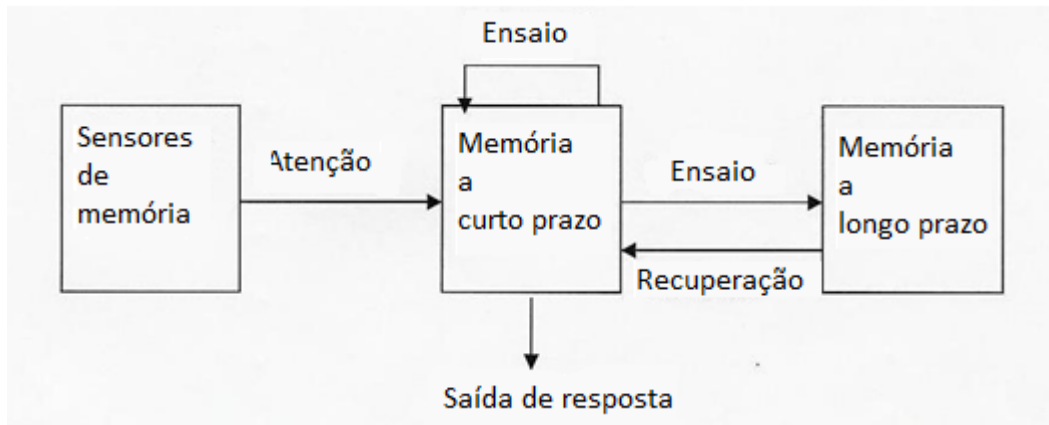 Ensaio
Sensores
de
memória
Atenção
Memória
a
curto prazo
Ensaio
Recuperação
Memória
a
longo prazo
Saída de resposta